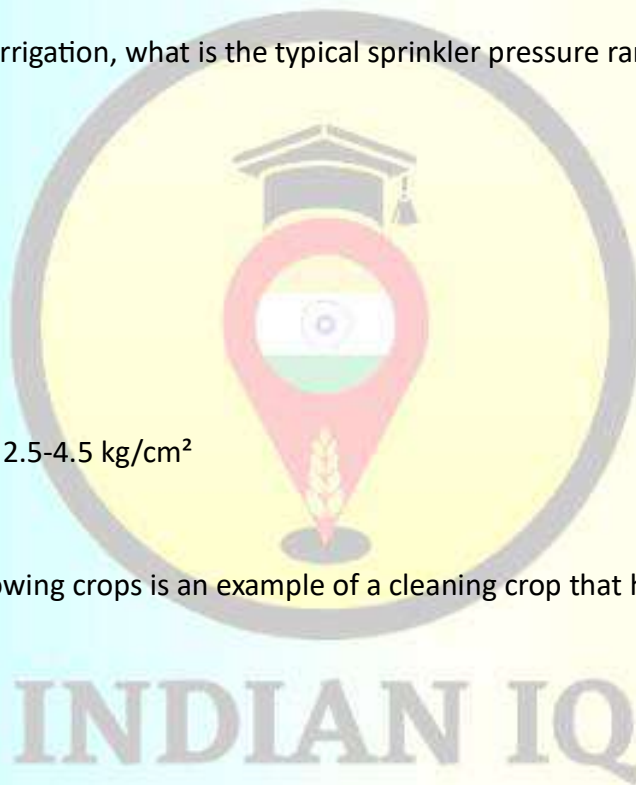 rrigation, what is the typical sprinkler pressure
2.5-4.5 kg/cm²
owing crops is an example of a cleaning crop that
INDIAN IQ